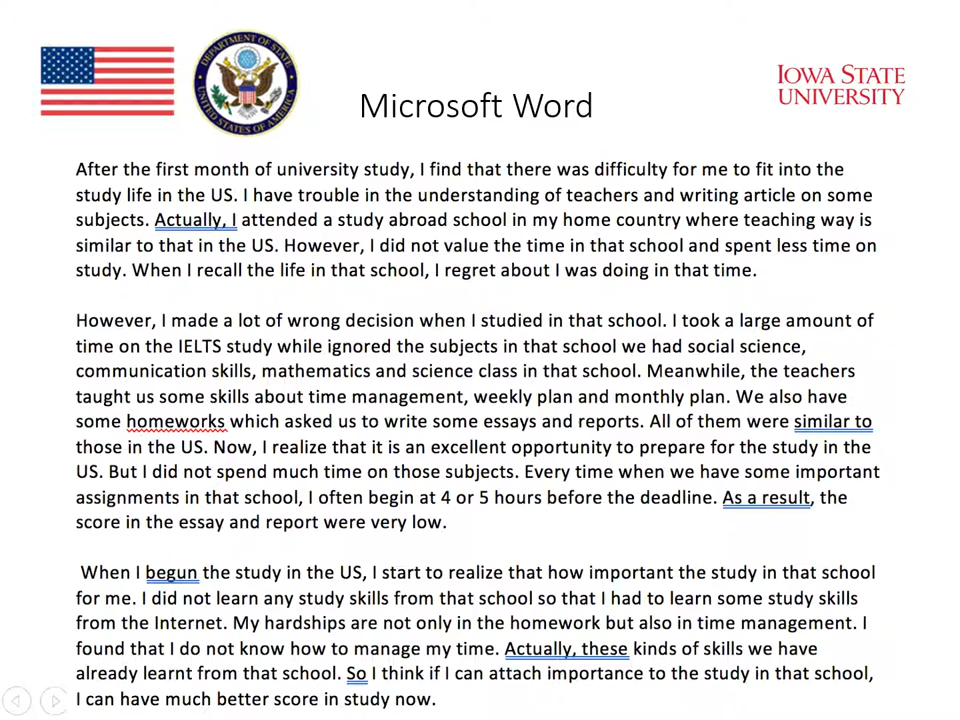 DEPARTMENT OF STATE
UNITED STATES OF AMERICA
IOWA STATE
UNIVERSITY
Microsoft Word
After the first month of university study, I find that there was difficulty for me to fit into the
study life in the US. I have trouble in the understanding of teachers and writing article on some
subjects. Actually, I attended a study abroad school in my home country where teaching way is
similar to that in the US. However, I did not value the time in that school and spent less time on
study. When I recall the life in that school, I regret about I was doing in that time.
However, I made a lot of wrong decision when I studied in that school. I took a large amount of
time on the IELTS study while ignored the subjects in that school we had social science,
communication skills, mathematics and science class in that school. Meanwhile, the teachers
taught us some skills about time management, weekly plan and monthly plan. We also have
some homeworks which asked us to write some essays and reports. All of them were similar to
those in the US. Now, I realize that it is an excellent opportunity to prepare for the study in the
US. But I did not spend much time on those subjects. Every time when we have some important
assignments in that school, I often begin at 4 or 5 hours before the deadline. As a result, the
score in the essay and report were very low.
When I begun the study in the US, I start to realize that how important the study in that school
for me. I did not learn any study skills from that school so that I had to learn some study skills
from the Internet. My hardships are not only in the homework but also in time management. I
found that I do not know how to manage my time. Actually, these kinds of skills we have
already learnt from that school. So I think if I can attach importance to the study in that school,
I can have much better score in study now.